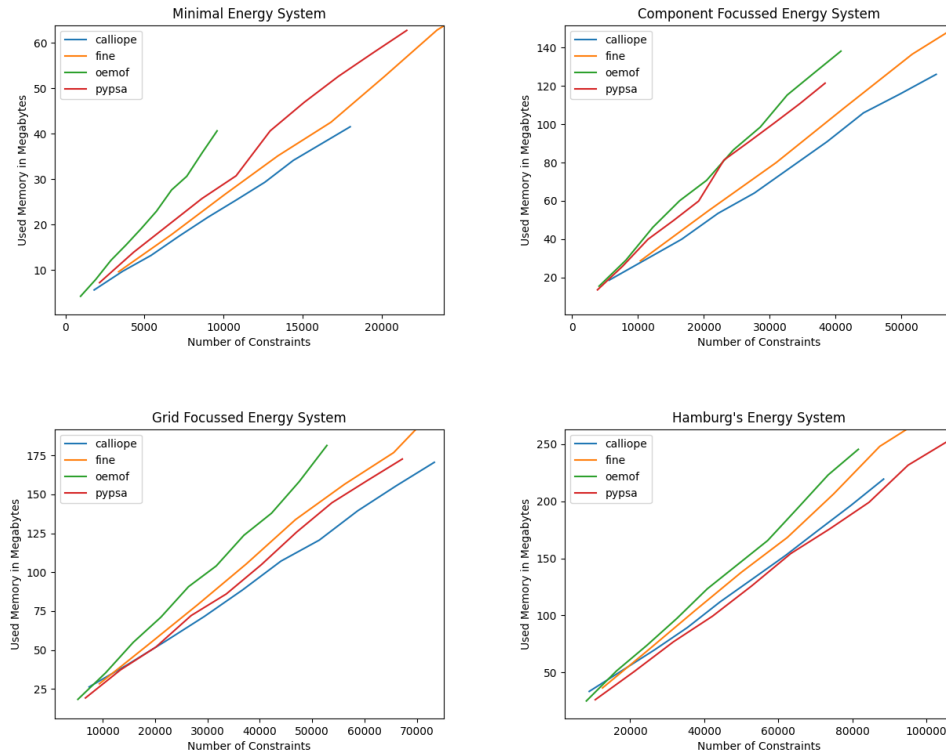 Minimal Energy System
calliope
fine
oemof
pypsa
Used Memory in Megabytes
60
50
40
30
20
10
0 5000 10000 15000 20000
Number of Constraints
Component Focussed Energy System
calliope
fine
oemof
pypsa
Used Memory in Megabytes
140
120
100
80
60
40
20
0 10000 20000 30000 40000 50000
Number of Constraints
Grid Focussed Energy System
calliope
fine
oemof
pypsa
Used Memory in Megabytes
175
150
125
100
75
50
25
10000 20000 30000 40000 50000 60000 70000
Number of Constraints
Hamburg's Energy System
calliope
fine
oemof
pypsa
Used Memory in Megabytes
250
200
150
100
50
20000 40000 60000 80000 100000
Number of Constraints